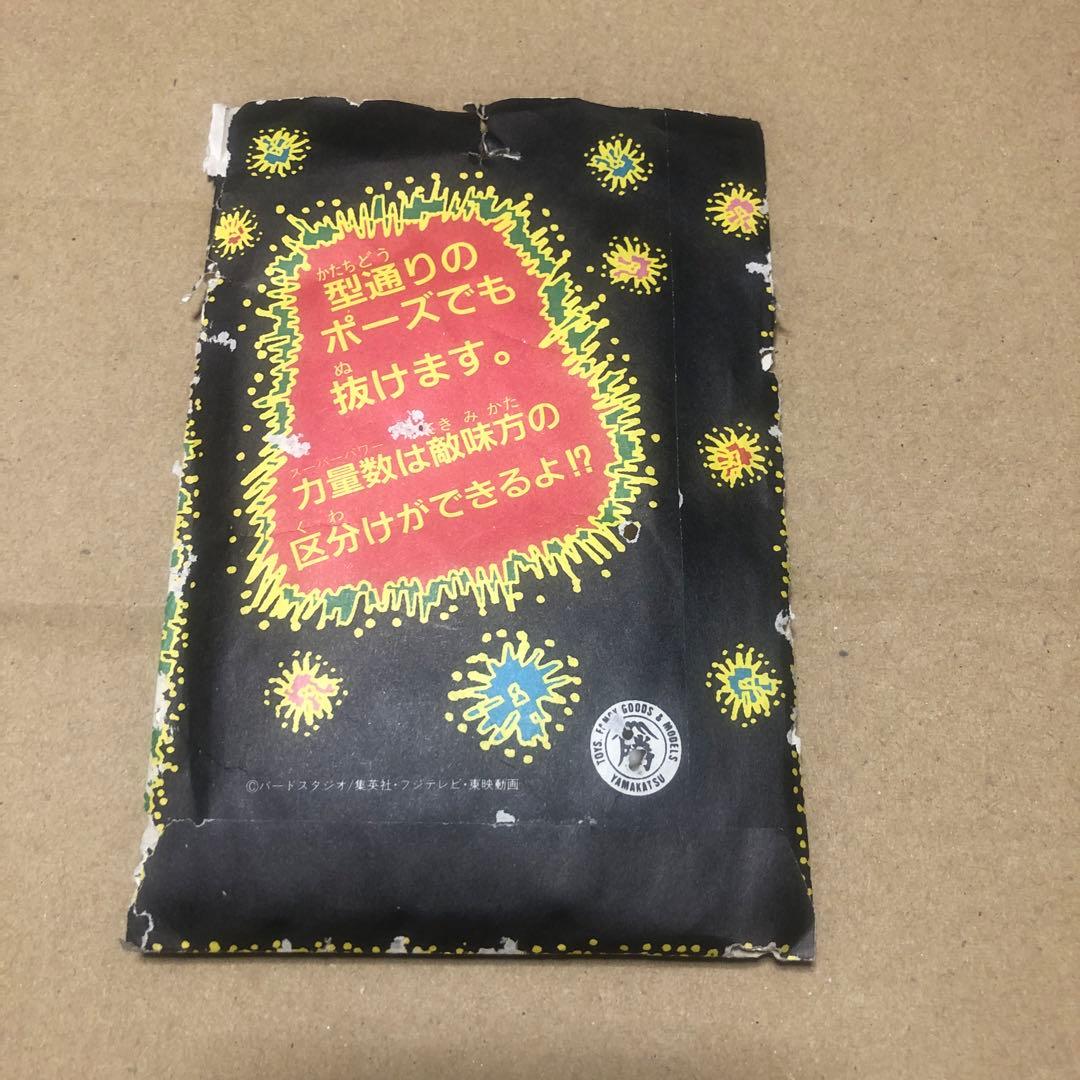 かたちどう
型通りの
ポーズでも
ぬ
抜けます。
スーパーパワー きみかた
力量数は敵味方の
くわ
区分けができるよ!?
TOYS, FANCY GOODS & MODELS
YAMAKATSU
©バードスタジオ/集英社・フジテレビ・東映動画